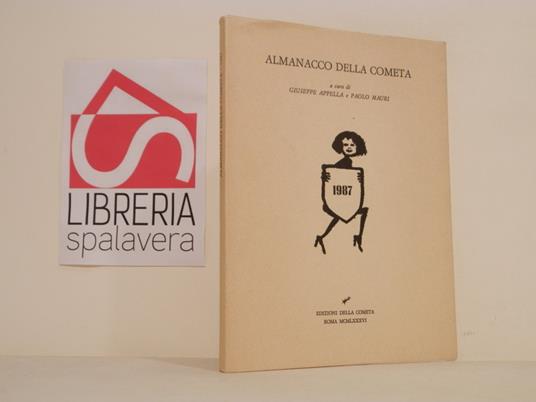 LIBRERIA
spalavera
ALMANACCO DELLA COMETA
a cura di
GIUSEPPE APPELLA e PAOLO MAURI
1987
EDIZIONI DELLA COMETA
ROMA MCMLXXXVI